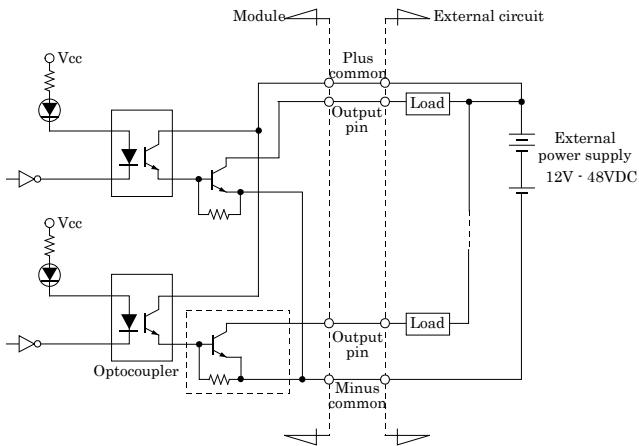 Module
External circuit
Vcc
Plus
common
Load
Output
pin
External
power supply
12V - 48VDC
Vcc
Load
Output
pin
Optocoupler
Minus
common